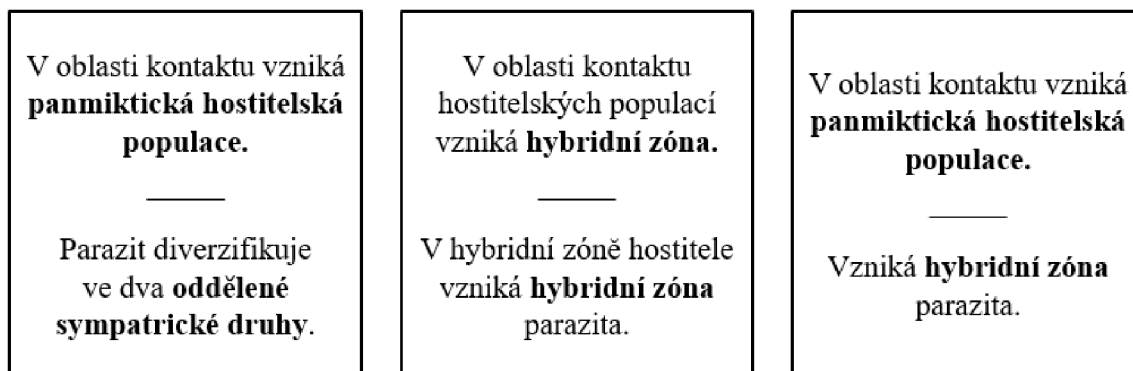 V oblasti kontaktu vzniká
panmiktická hostitelská
populace.
Parazit diverzifikuje
ve dva oddělené
sympatrické druhy.
V oblasti kontaktu
hostitelských populací
vzniká hybridní zóna.
V hybridní zóně hostitele
vzniká hybridní zóna
parazita.
V oblasti kontaktu vzniká
panmiktická hostitelská
populace.
Vzniká hybridní zóna
parazita.